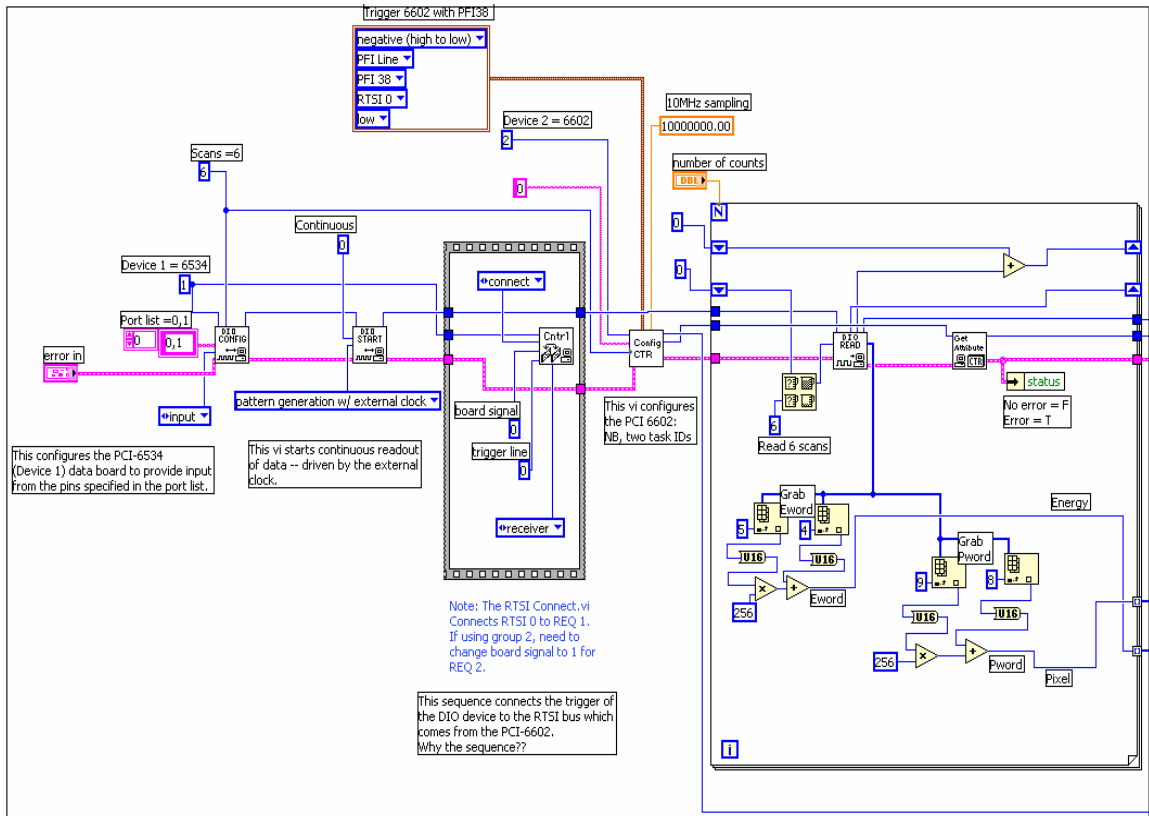 Trigger 6602 with PFI38
negative (high to low)
PFI Line
PFI 38
RTSI 0
low
Device 2 = 6602
2
10MHz sampling
10000000.00
number of counts
DBL
N
Scans =6
6
0
Continuous
0
Device 1 = 6534
1
Port list =0,1
0
0,1
error in
input
DIO
CONFIG
DIO
START
pattern generation w/ external clock
connect
Cntrl
board signal
0
trigger line
0
receiver
Config
CTR
This vi configures
the PCI 6602:
NB, two task IDs
This configures the PCI-6534
(Device 1) data board to provide input
from the pins specified in the port list.
This vi starts continuous readout
of data -- driven by the external
clock.
Note: The RTSI Connect.vi
Connects RTSI 0 to REQ 1.
If using group 2, need to
change board signal to 1 for
REQ 2.
This sequence connects the trigger of
the DIO device to the RTSI bus which
comes from the PCI-6602.
Why the sequence??
0
0
+
DIO
READ
Get
Attribute
CTR
status
No error = F
Error = T
6
Read 6 scans
Grab
Eword
5
4
U16
U16
256
x
+
Eword
Energy
Grab
Pword
9
8
U16
U16
256
x
+
Pword
Pixel
i